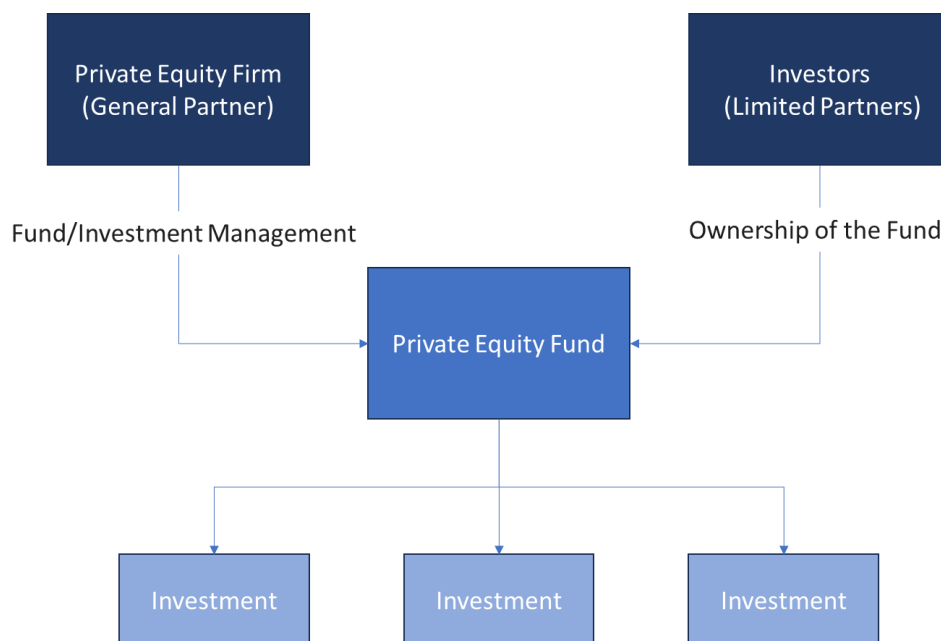 Private Equity Firm
(General Partner)
Investors
(Limited Partners)
Fund/Investment Management
Ownership of the Fund
Private Equity Fund
Investment
Investment
Investment